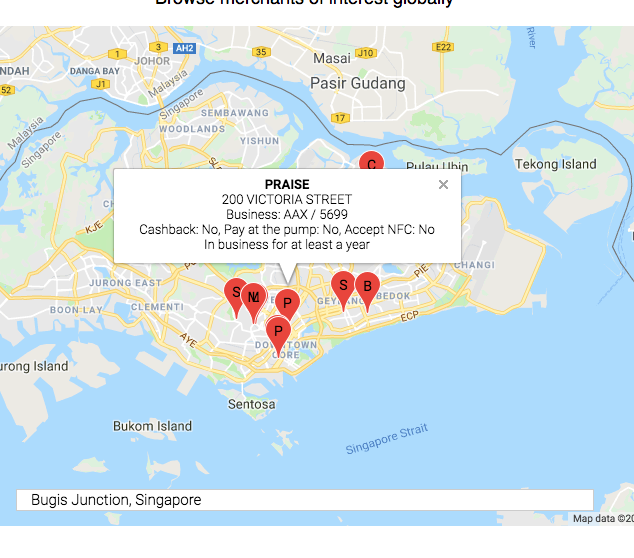 Browse merchants of interest globally
AH2
1
3
JOHOR
35
Masai
J10
E22
River
NDAH
DANGA BAY
J1
Malaysia
Singapore
Pasir Gudang
52
17
SEMBAWANG
WOODLANDS
YISHUN
Malaysia
Singapore
C
Pulau Ubin
Tekong Island
PRAISE
×
200 VICTORIA STREET
Business: AAX / 5699
Cashback: No, Pay at the pump: No, Accept NFC: No
In business for at least a year
KJE
PIE
CHANGI
JURONG EAST
S
M
P
S
B
BEDOK
BOON LAY
CLEMENTI
ECP
AYE
P
DOWNTOWN
CORE
urong Island
Sentosa
Bukom Island
Singapore Strait
Bugis Junction, Singapore
Map data ©20